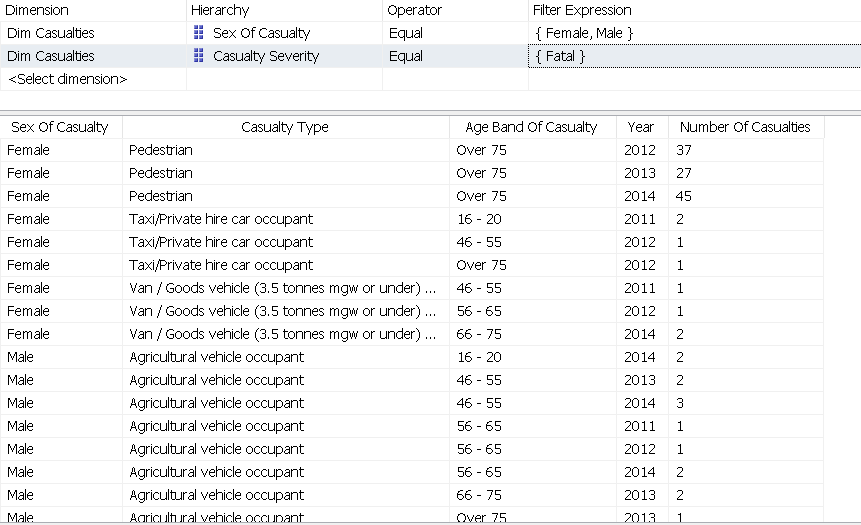 Dimension Hierarchy Operator Filter Expression
Dim Casualties Sex Of Casualty Equal { Female, Male }
Dim Casualties Casualty Severity Equal { Fatal }
<Select dimension>
Sex Of Casualty Casualty Type Age Band Of Casualty Year Number Of Casualties
Female Pedestrian Over 75 2012 37
Female Pedestrian Over 75 2013 27
Female Pedestrian Over 75 2014 45
Female Taxi/Private hire car occupant 16 - 20 2011 2
Female Taxi/Private hire car occupant 46 - 55 2012 1
Female Taxi/Private hire car occupant Over 75 2012 1
Female Van / Goods vehicle (3.5 tonnes mgw or under) ... 46 - 55 2011 1
Female Van / Goods vehicle (3.5 tonnes mgw or under) ... 56 - 65 2012 1
Female Van / Goods vehicle (3.5 tonnes mgw or under) ... 66 - 75 2014 2
Male Agricultural vehicle occupant 16 - 20 2014 2
Male Agricultural vehicle occupant 46 - 55 2013 2
Male Agricultural vehicle occupant 46 - 55 2014 3
Male Agricultural vehicle occupant 56 - 65 2011 1
Male Agricultural vehicle occupant 56 - 65 2012 1
Male Agricultural vehicle occupant 56 - 65 2014 2
Male Agricultural vehicle occupant 66 - 75 2013 2
Male Agricultural vehicle occupant Over 75 2013 1